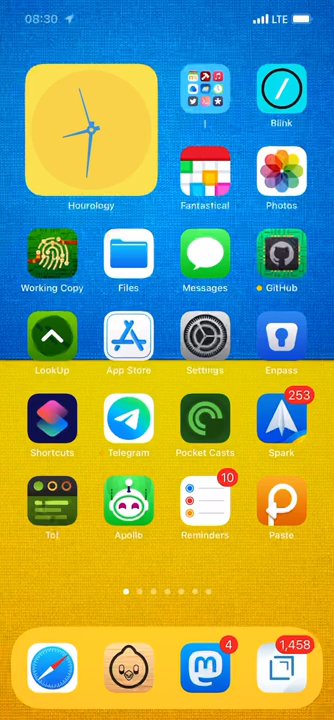 08:30
LTE
Hourology
Blink
Fantastical
Photos
Working Copy
Files
Messages
GitHub
LookUp
App Store
Settings
Enpass
253
Shortcuts
Telegram
Pocket Casts
Spark
10
Apollo
Reminders
Paste
4
1,458